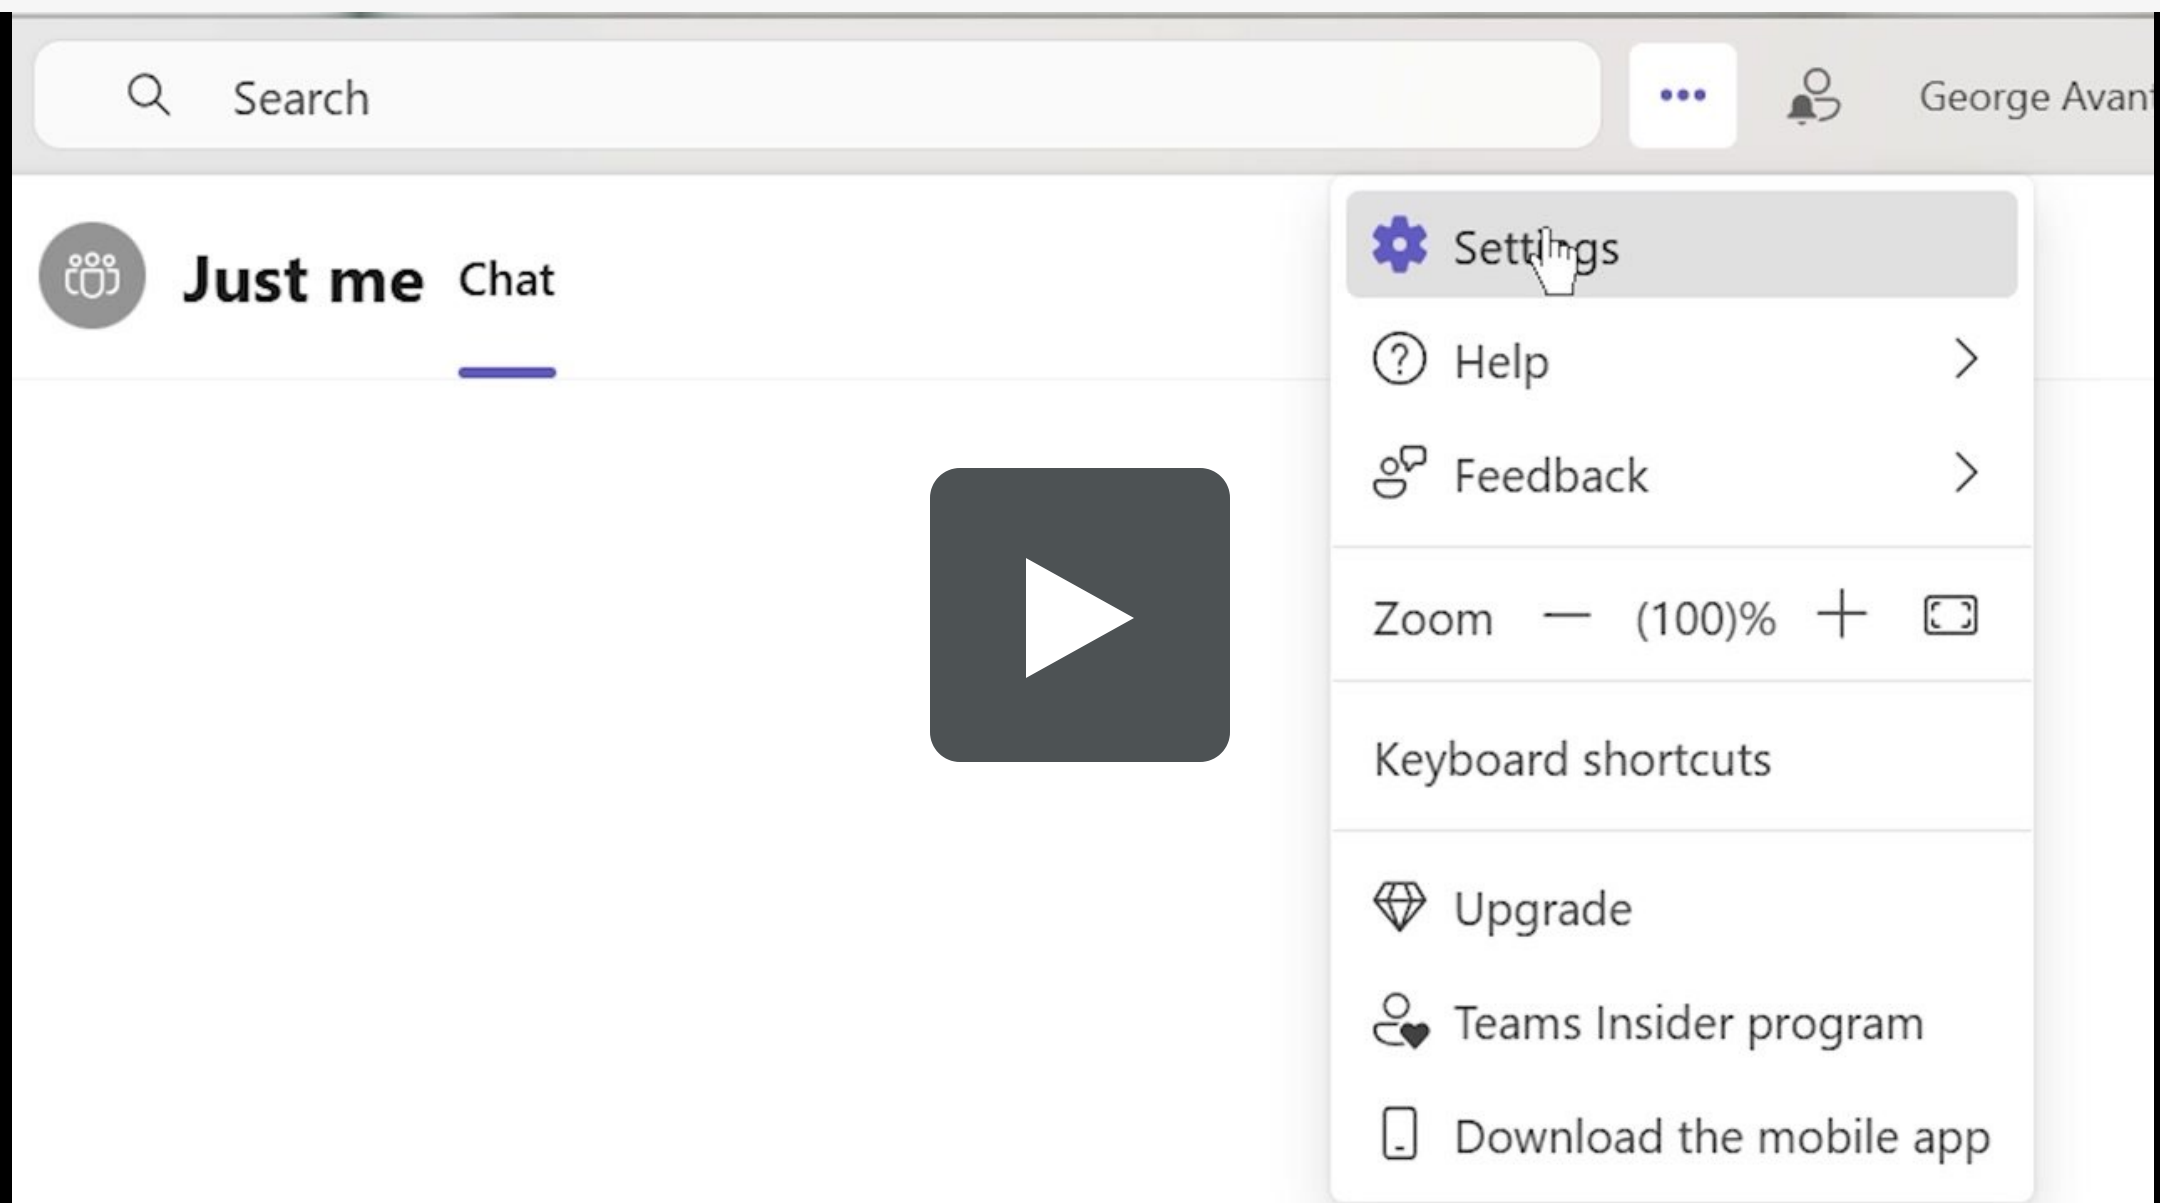 Search
George Avant
Just me Chat
Settings
Help
Feedback
Zoom — (100)% +
Keyboard shortcuts
Upgrade
Teams Insider program
Download the mobile app